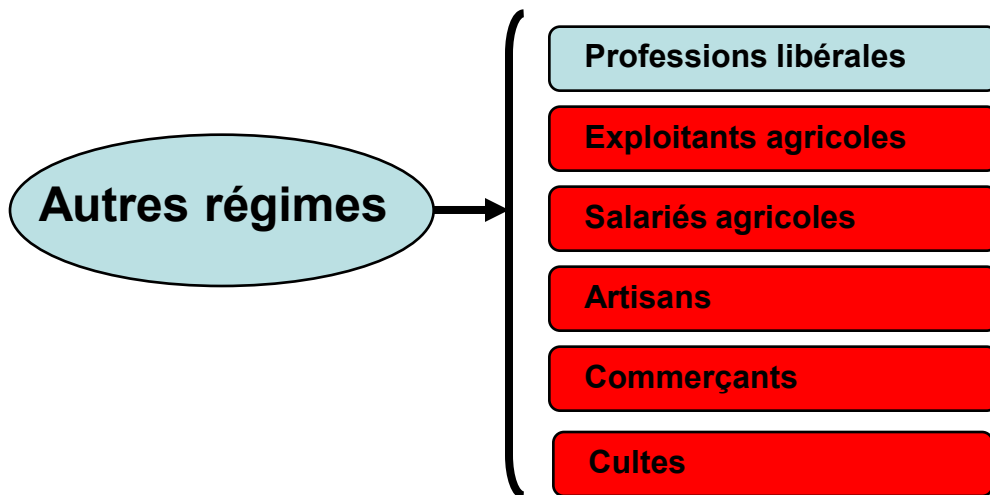 Autres régimes
Professions libérales
Exploitants agricoles
Salariés agricoles
Artisans
Commerçants
Cultes